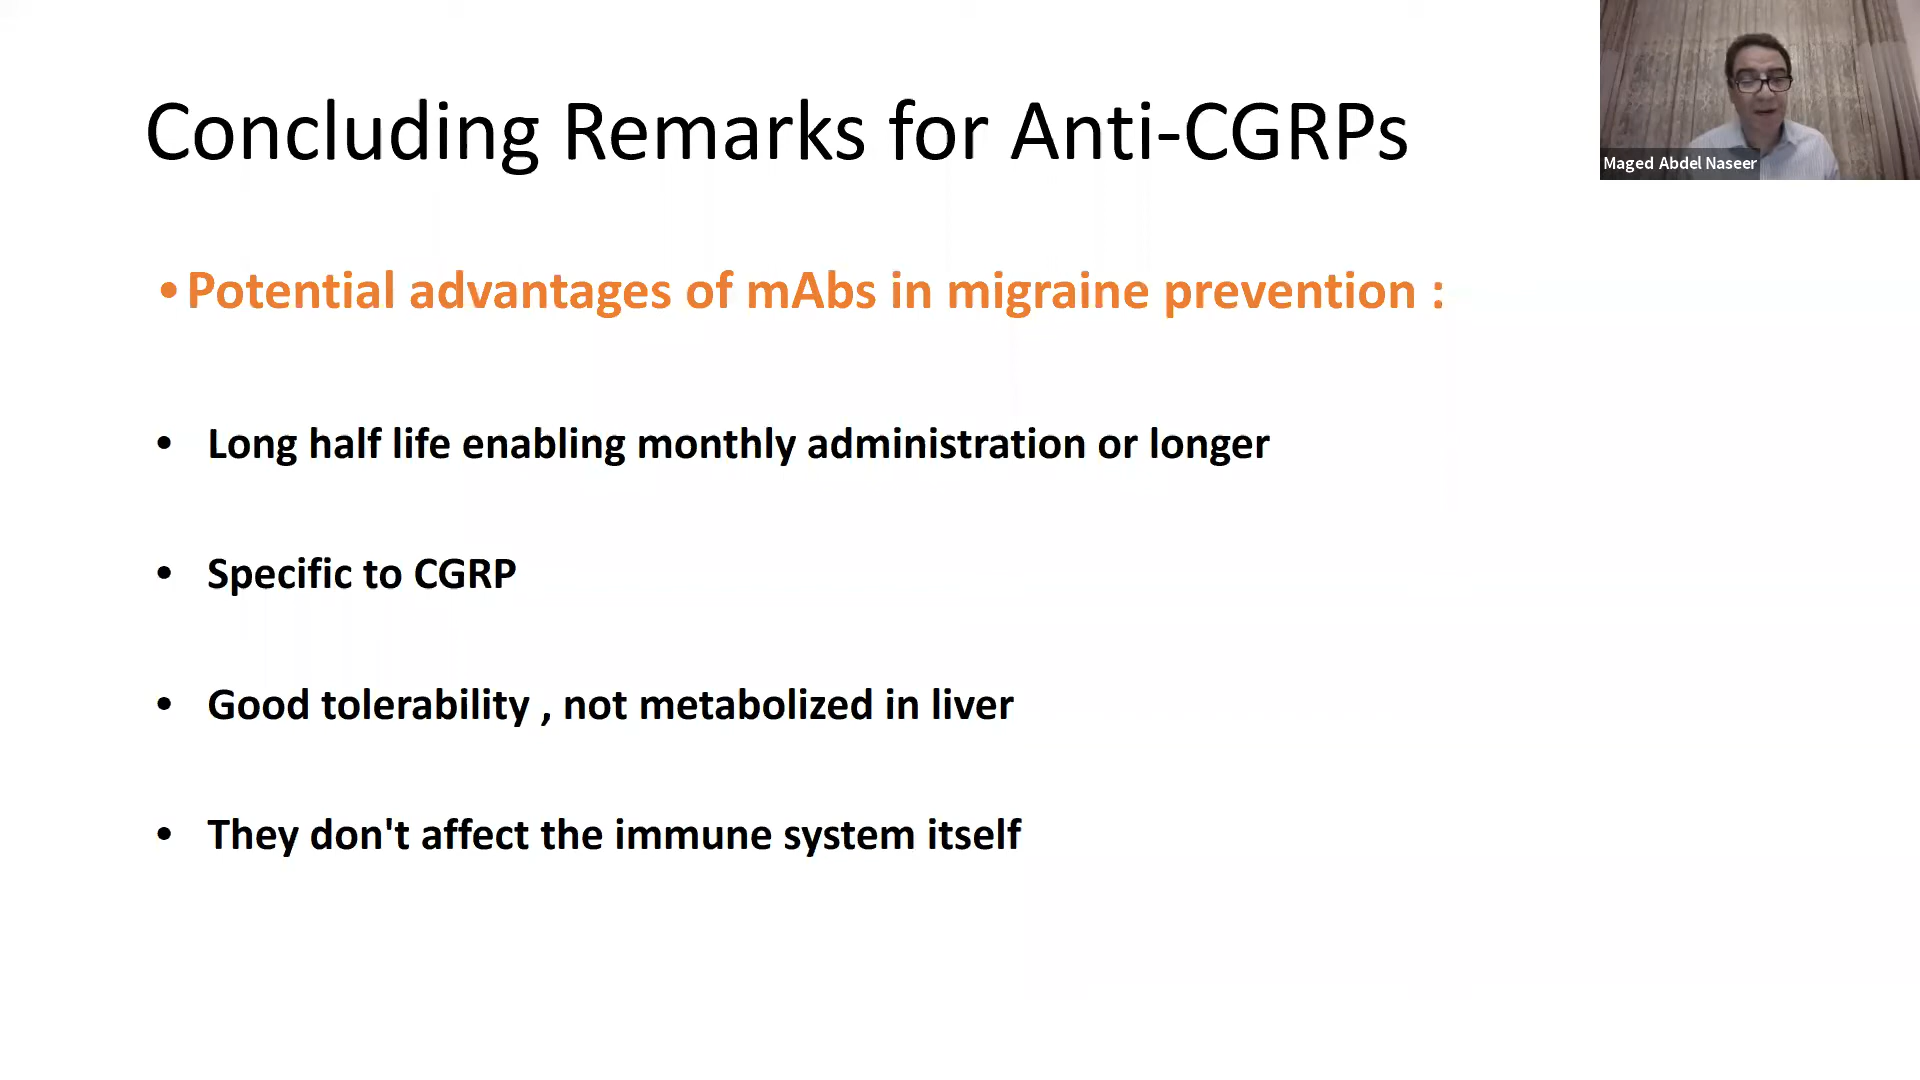 Concluding Remarks for Anti-CGRPs
Maged Abdel Naseer
•Potential advantages of mAbs in migraine prevention :
• Long half life enabling monthly administration or longer
• Specific to CGRP
• Good tolerability , not metabolized in liver
• They don't affect the immune system itself